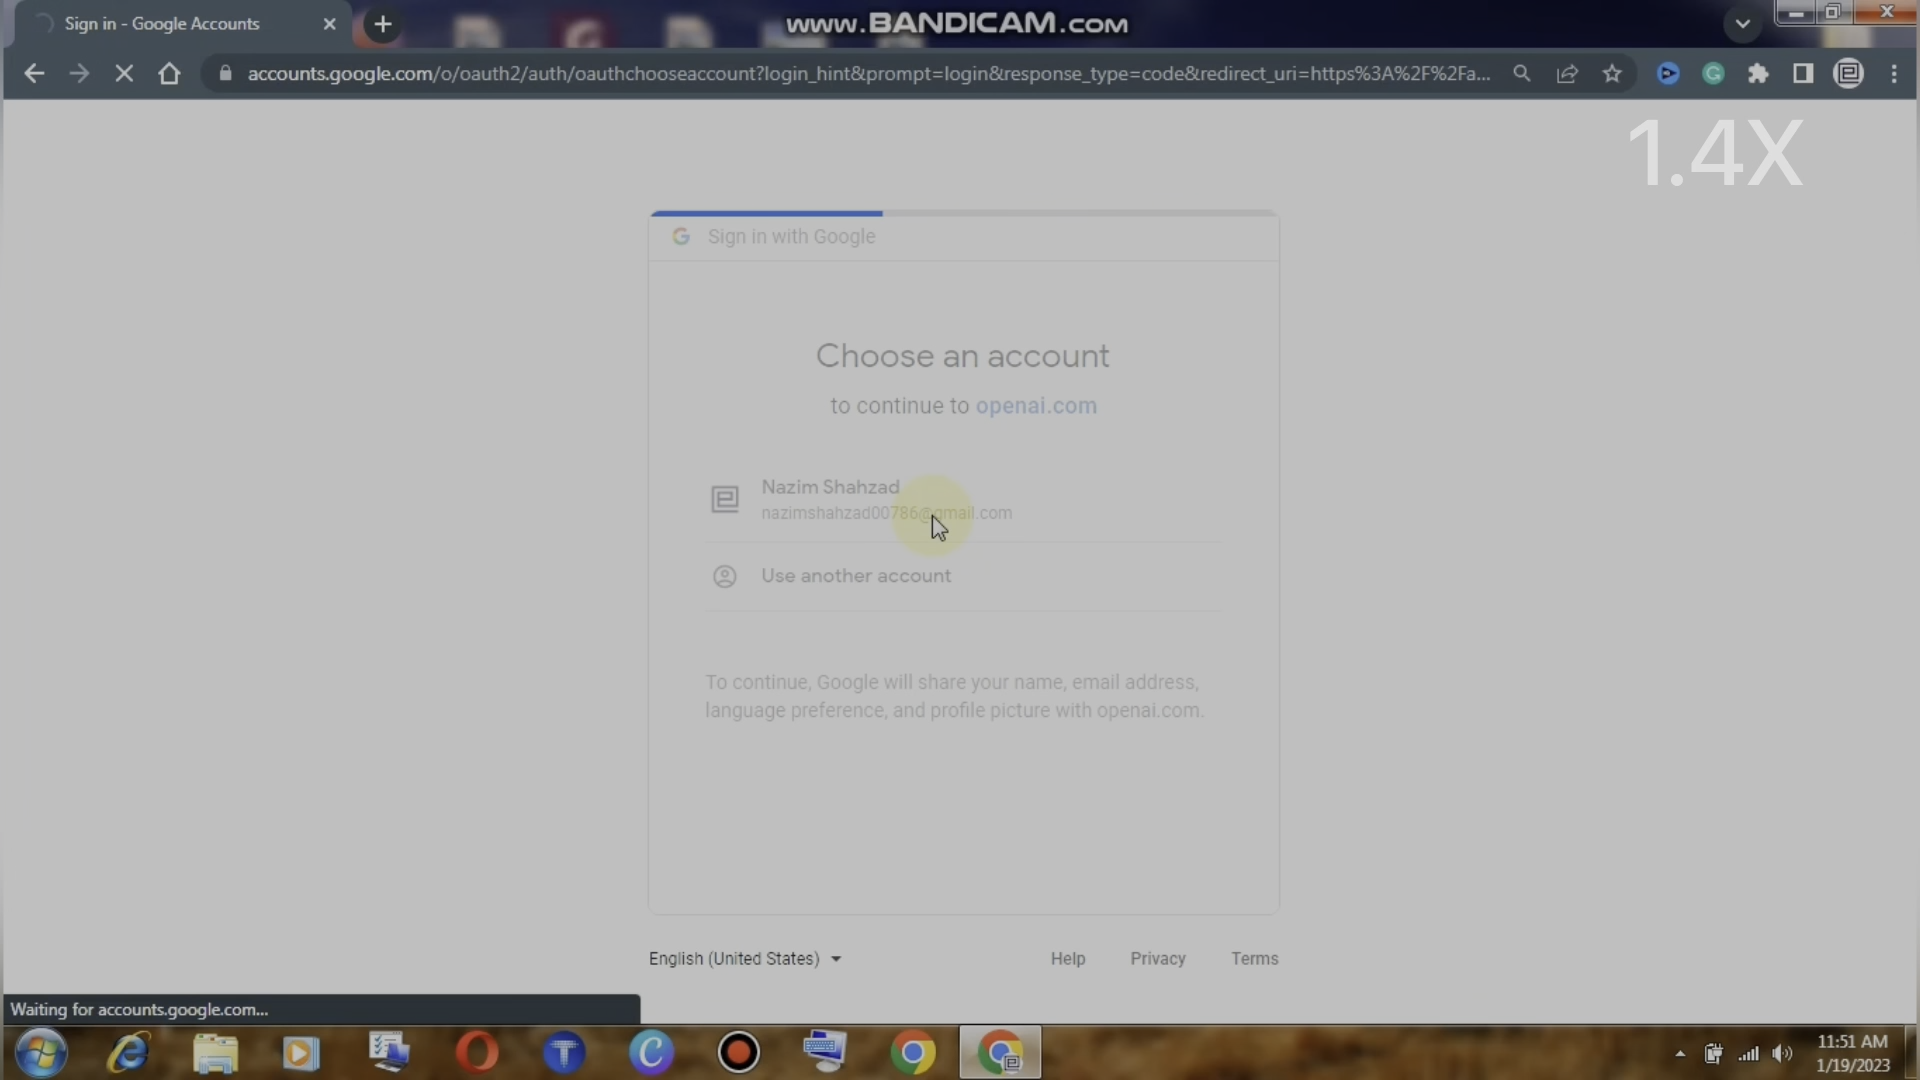 Sign in - Google Accounts
www.BANDICAM.com
accounts.google.com/o/oauth2/auth/oauthchooseaccount?login_hint&prompt=login&response_type=code&redirect_uri=https%3A%2F%2Fa...
1.4X
Sign in with Google
Choose an account
to continue to openai.com
Nazim Shahzad
nazimshahzad00786@gmail.com
Use another account
To continue, Google will share your name, email address,
language preference, and profile picture with openai.com.
English (United States)
Help Privacy Terms
Waiting for accounts.google.com...
11:51 AM
1/19/2023